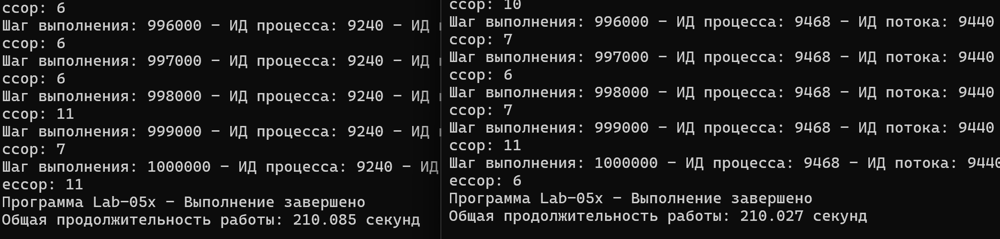 ссор: 6
Шаг выполнения: 996000 - ИД процесса: 9240 - ИД
ссор: 6
Шаг выполнения: 997000 - ИД процесса: 9240 - ИД
ссор: 6
Шаг выполнения: 998000 - ИД процесса: 9240 - ИД
ссор: 11
Шаг выполнения: 999000 - ИД процесса: 9240 - ИД
ссор: 7
Шаг выполнения: 1000000 - ИД процесса: 9240 - ИД
ессор: 11
Программа Lab-05x - Выполнение завершено
Общая продолжительность работы: 210.085 секунд
ссор: 10
Шаг выполнения: 996000 - ИД процесса: 9468 - ИД потока: 9440
ссор: 7
Шаг выполнения: 997000 - ИД процесса: 9468 - ИД потока: 9440
ссор: 6
Шаг выполнения: 998000 - ИД процесса: 9468 - ИД потока: 9440
ссор: 7
Шаг выполнения: 999000 - ИД процесса: 9468 - ИД потока: 9440
ссор: 11
Шаг выполнения: 1000000 - ИД процесса: 9468 - ИД потока: 9440
ессор: 6
Программа Lab-05x - Выполнение завершено
Общая продолжительность работы: 210.027 секунд